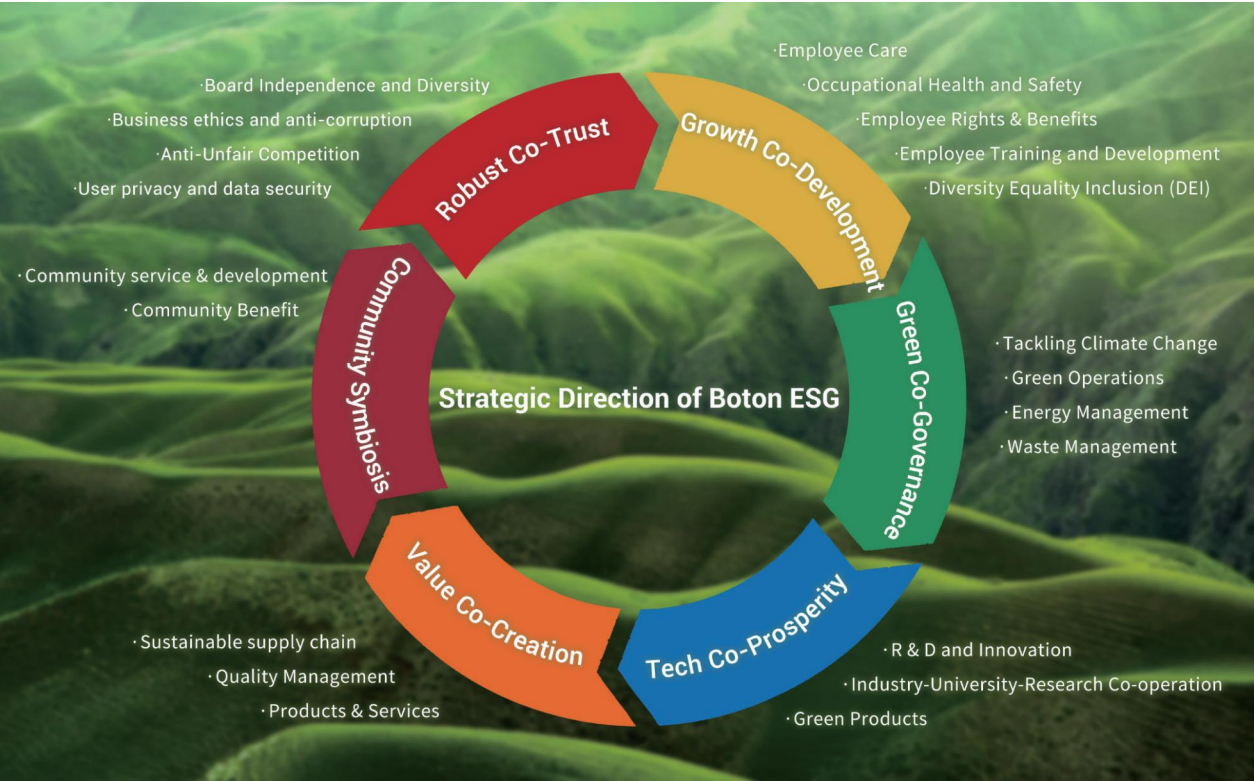 Strategic Direction of Boton ESG
Robust Co-Trust
·Board Independence and Diversity
·Business ethics and anti-corruption
·Anti-Unfair Competition
·User privacy and data security
Growth Co-Development
·Employee Care
·Occupational Health and Safety
·Employee Rights & Benefits
·Employee Training and Development
·Diversity Equality Inclusion (DEI)
Green Co-Governance
·Tackling Climate Change
·Green Operations
·Energy Management
·Waste Management
Tech Co-Prosperity
·R & D and Innovation
·Industry-University-Research Co-operation
·Green Products
Value Co-Creation
·Sustainable supply chain
·Quality Management
·Products & Services
Community Symbiosis
·Community service & development
·Community Benefit